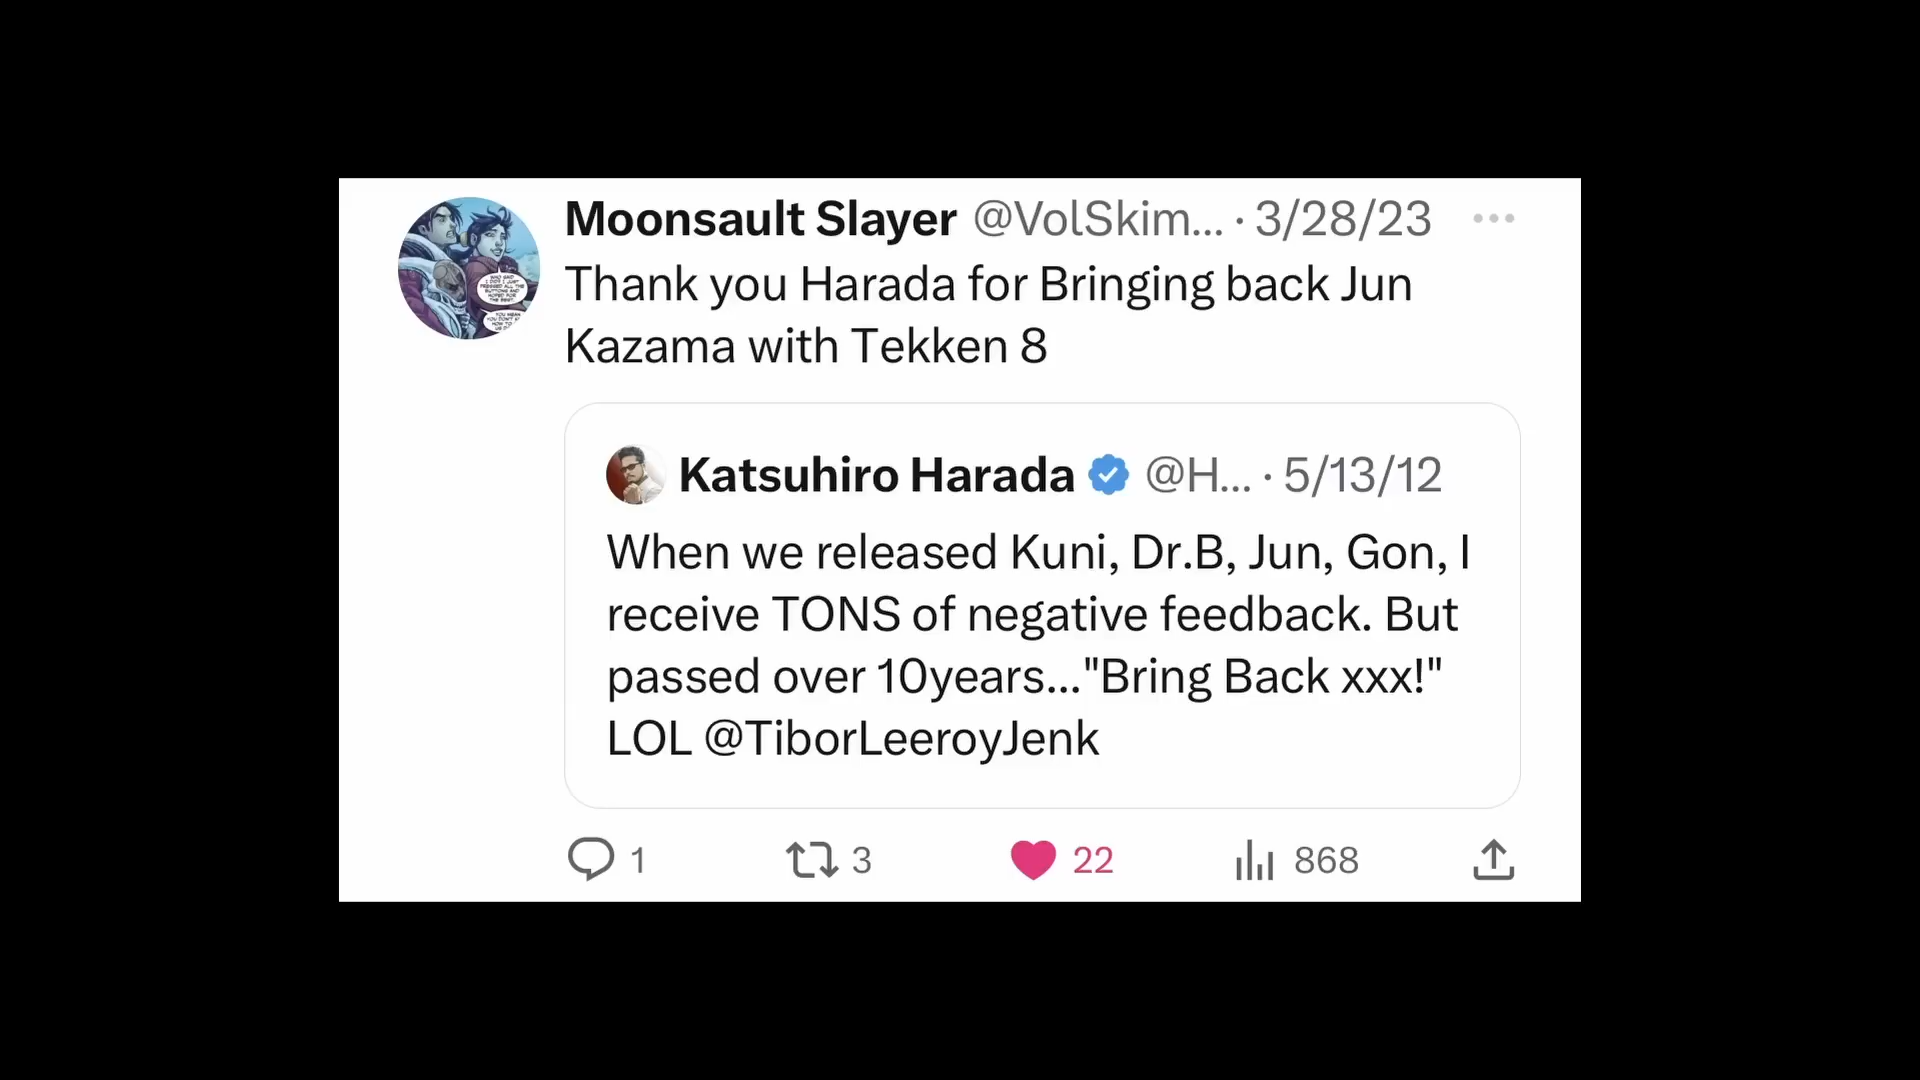 Moonsault Slayer @VolSkim... · 3/28/23
Thank you Harada for Bringing back Jun
Kazama with Tekken 8
Katsuhiro Harada @H... · 5/13/12
When we released Kuni, Dr.B, Jun, Gon, I
receive TONS of negative feedback. But
passed over 10years..."Bring Back xxx!"
LOL @TiborLeeroyJenk
1 3 22 868